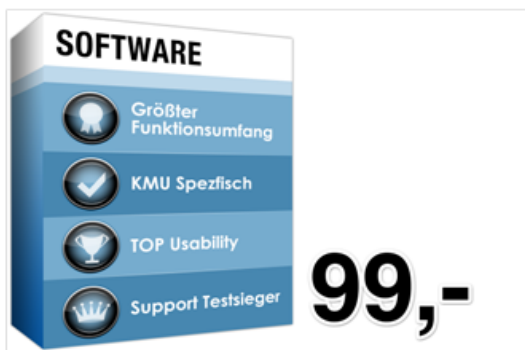 SOFTWARE
Größter
Funktionsumfang
KMU Spezfisch
TOP Usability
Support Testsieger
99,-